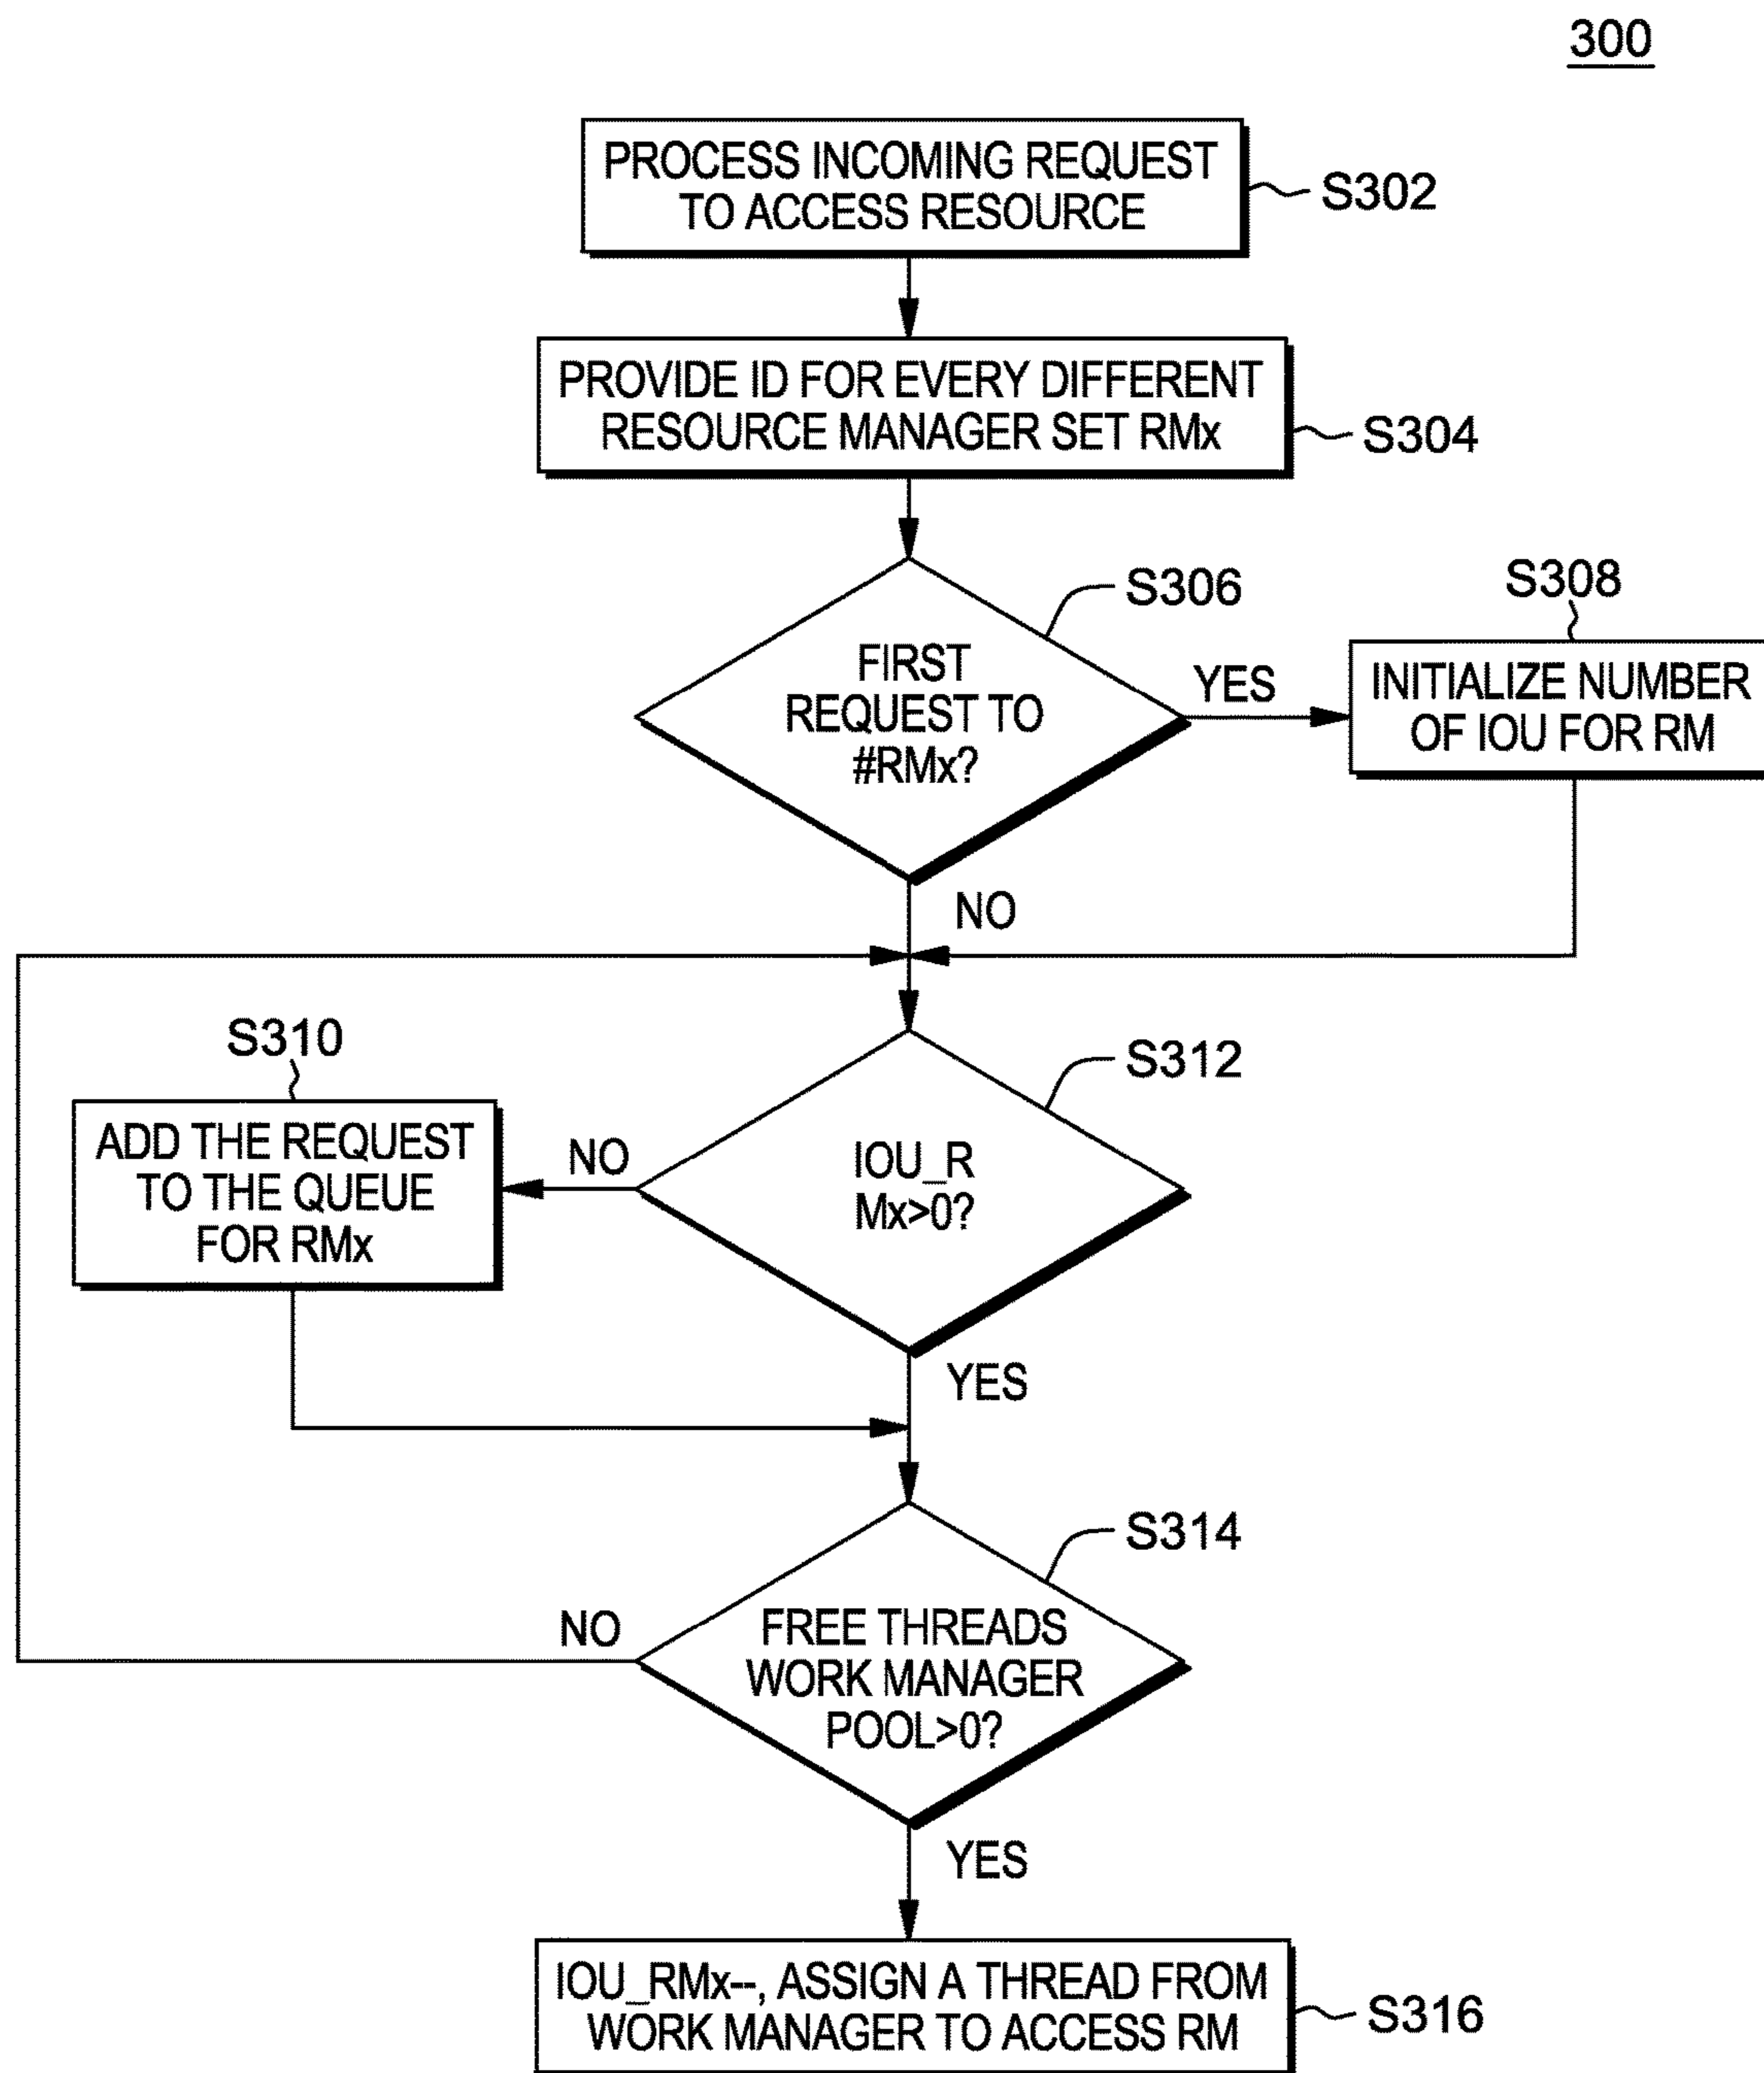 300
PROCESS INCOMING REQUEST
TO ACCESS RESOURCE
S302
PROVIDE ID FOR EVERY DIFFERENT
RESOURCE MANAGER SET RMx
S304
S306
FIRST
REQUEST TO
#RMx?
YES
S308
INITIALIZE NUMBER
OF IOU FOR RM
NO
S310
ADD THE REQUEST
TO THE QUEUE
FOR RMx
NO
S312
IOU_R
Mx>0?
YES
S314
FREE THREADS
WORK MANAGER
POOL>0?
NO
YES
IOU_RMx--, ASSIGN A THREAD FROM
WORK MANAGER TO ACCESS RM
S316